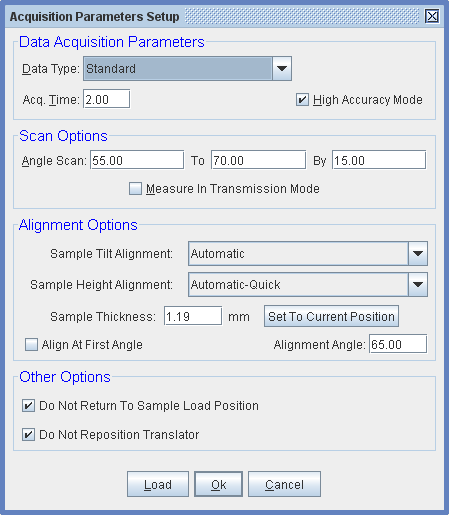 Acquisition Parameters Setup
Data Acquisition Parameters
Data Type: Standard
Acq. Time: 2.00 High Accuracy Mode
Scan Options
Angle Scan: 55.00 To 70.00 By 15.00
Measure In Transmission Mode
Alignment Options
Sample Tilt Alignment: Automatic
Sample Height Alignment: Automatic-Quick
Sample Thickness: 1.19 mm Set To Current Position
Align At First Angle Alignment Angle: 65.00
Other Options
Do Not Return To Sample Load Position
Do Not Reposition Translator
Load Ok Cancel